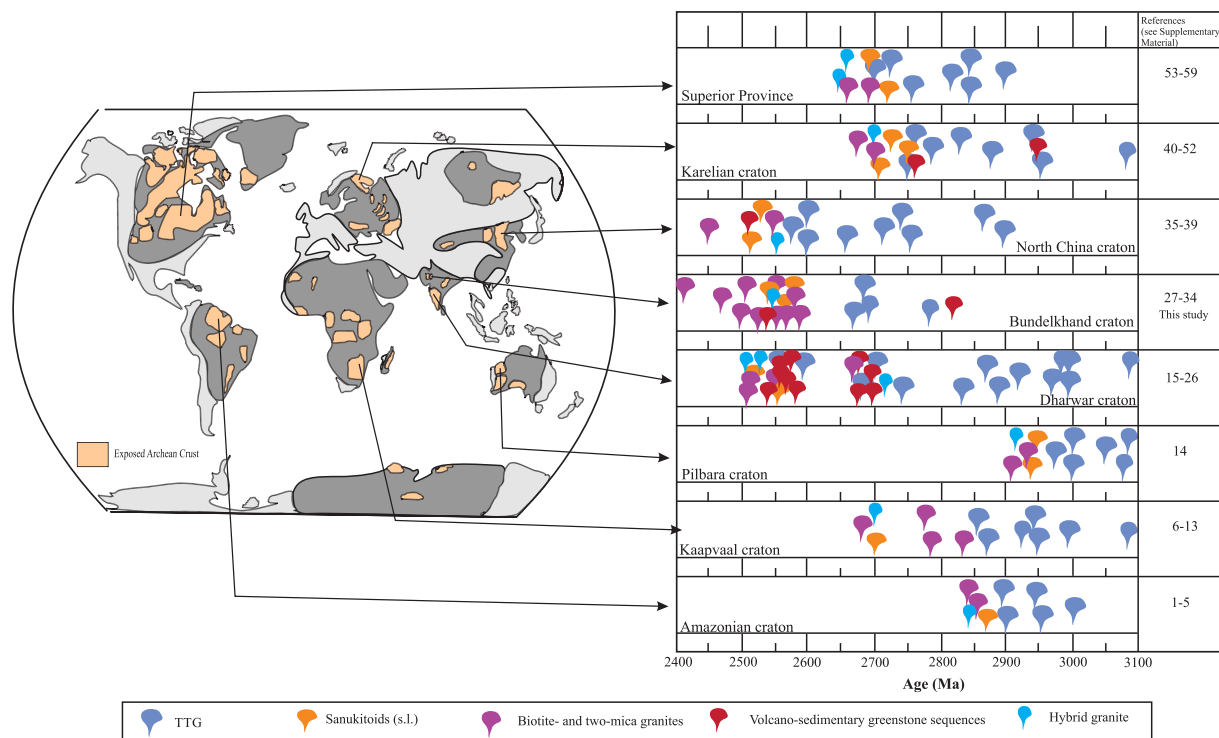 References
(see Supplementary
Material)
Superior Province
53-59
Karelian craton
40-52
North China craton
35-39
Bundelkhand craton
27-34
This study
Dharwar craton
15-26
Pilbara craton
14
Kaapvaal craton
6-13
Amazonian craton
1-5
Exposed Archean Crust
2400 2500 2600 2700 2800 2900 3000 3100
Age (Ma)
TTG Sanukitoids (s.l.) Biotite- and two-mica granites Volcano-sedimentary greenstone sequences Hybrid granite